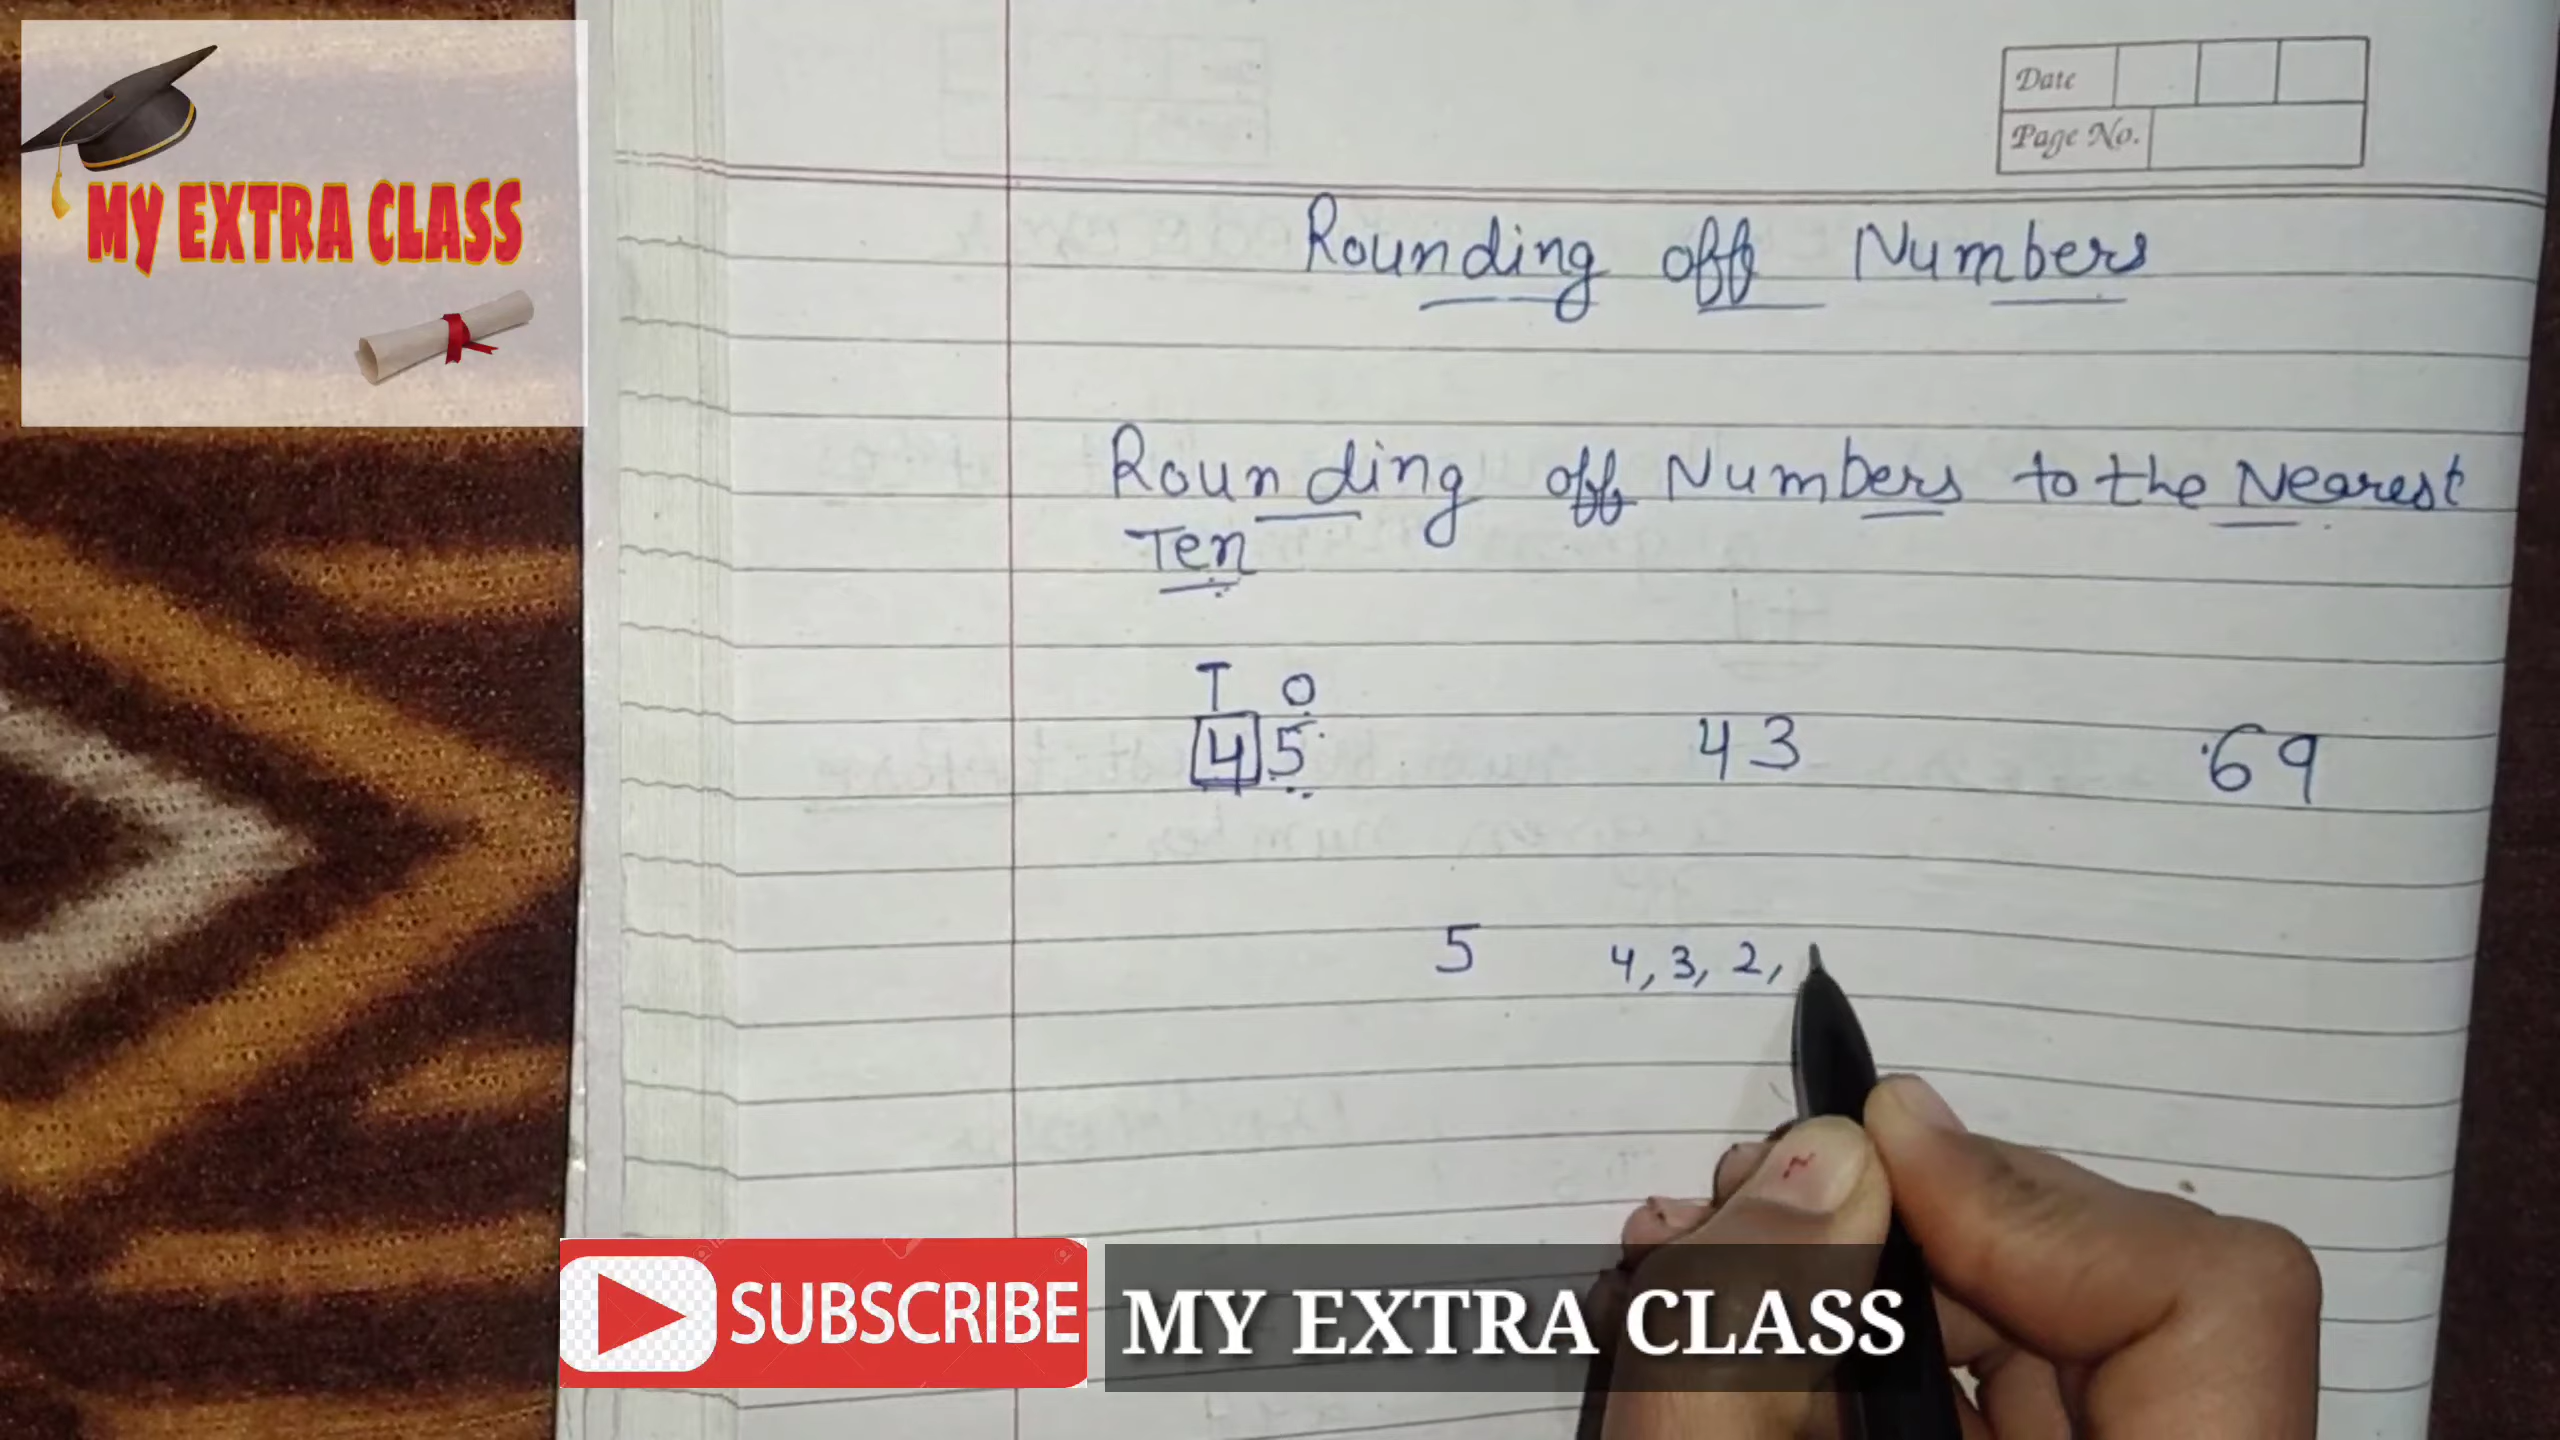 MY EXTRA CLASS
Date
Page No.
Rounding off Numbers
Rounding off Numbers to the Nearest
Ten
T O
45 43 69
5 4, 3, 2,
SUBSCRIBE MY EXTRA CLASS